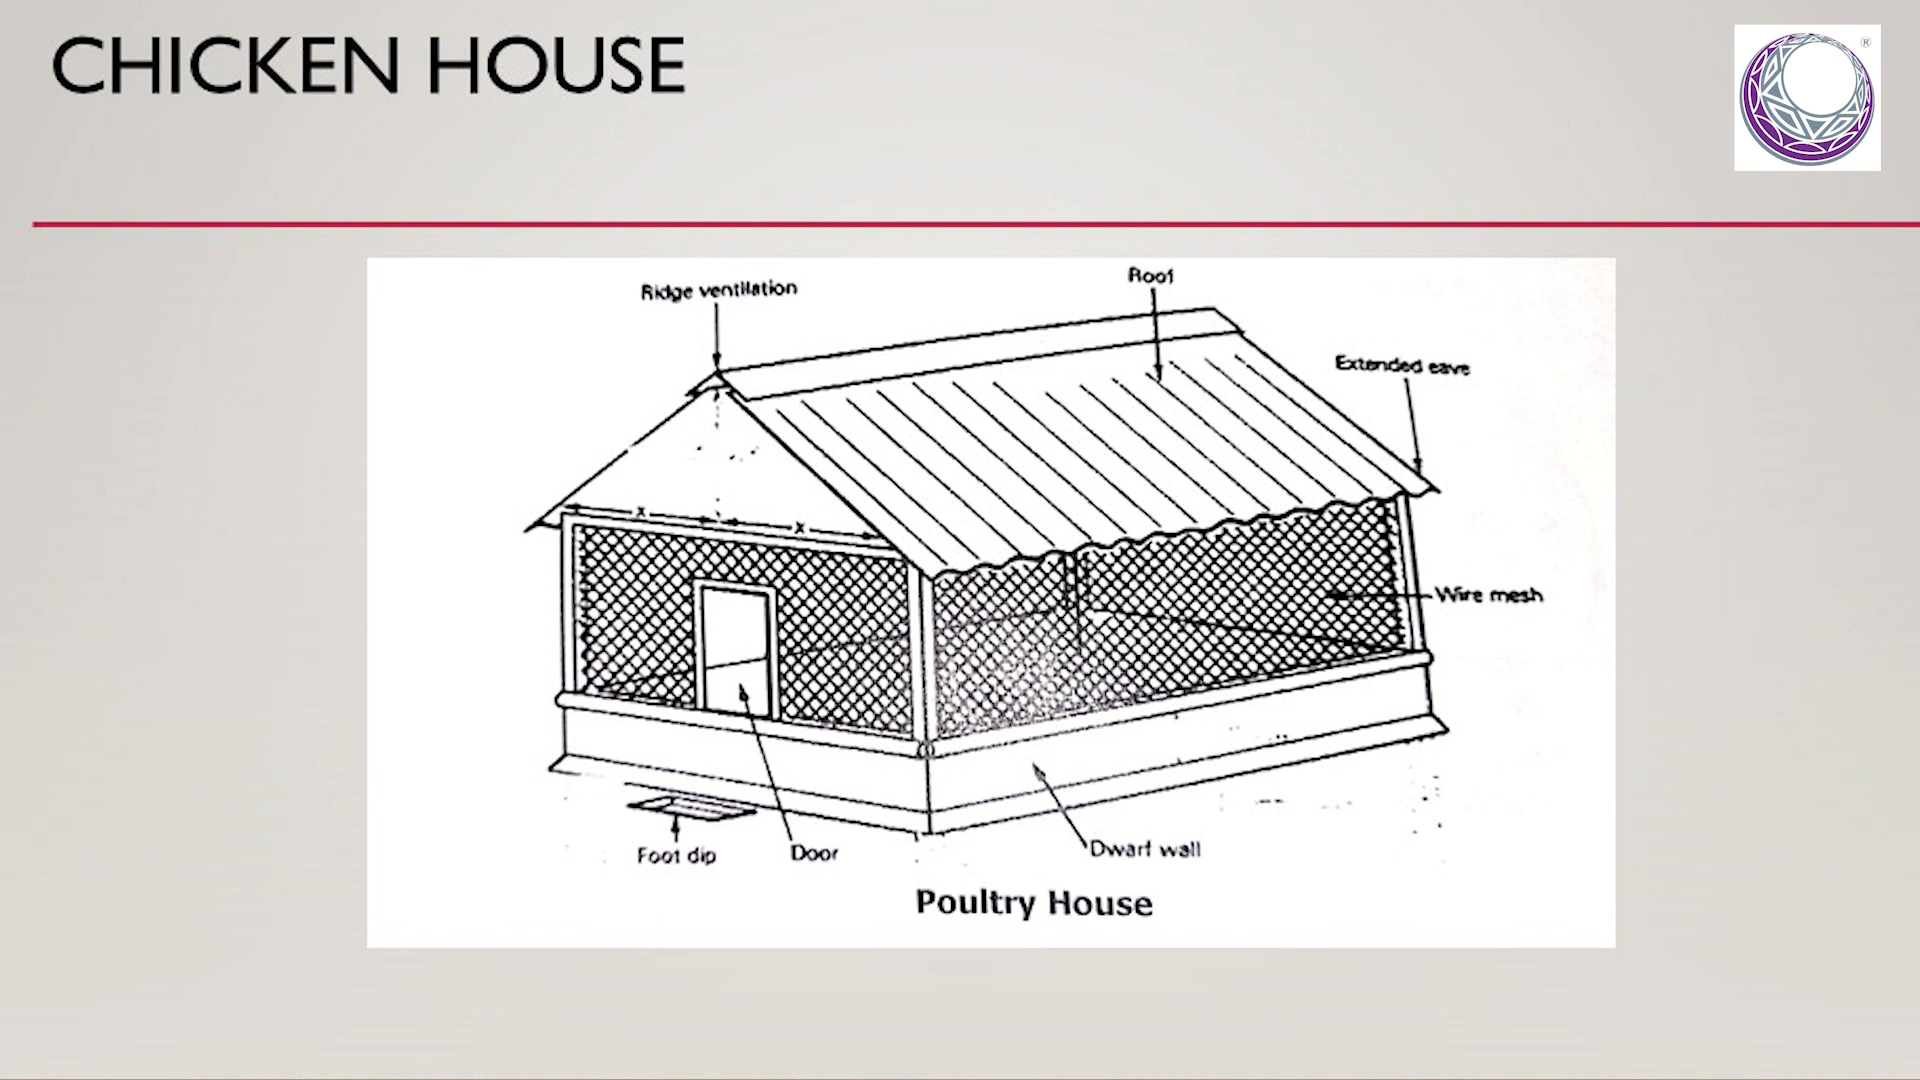 CHICKEN HOUSE
®
Ridge ventilation
Roof
Extended eave
x
x
Wire mesh
Foot dip
Door
Dwarf wall
Poultry House